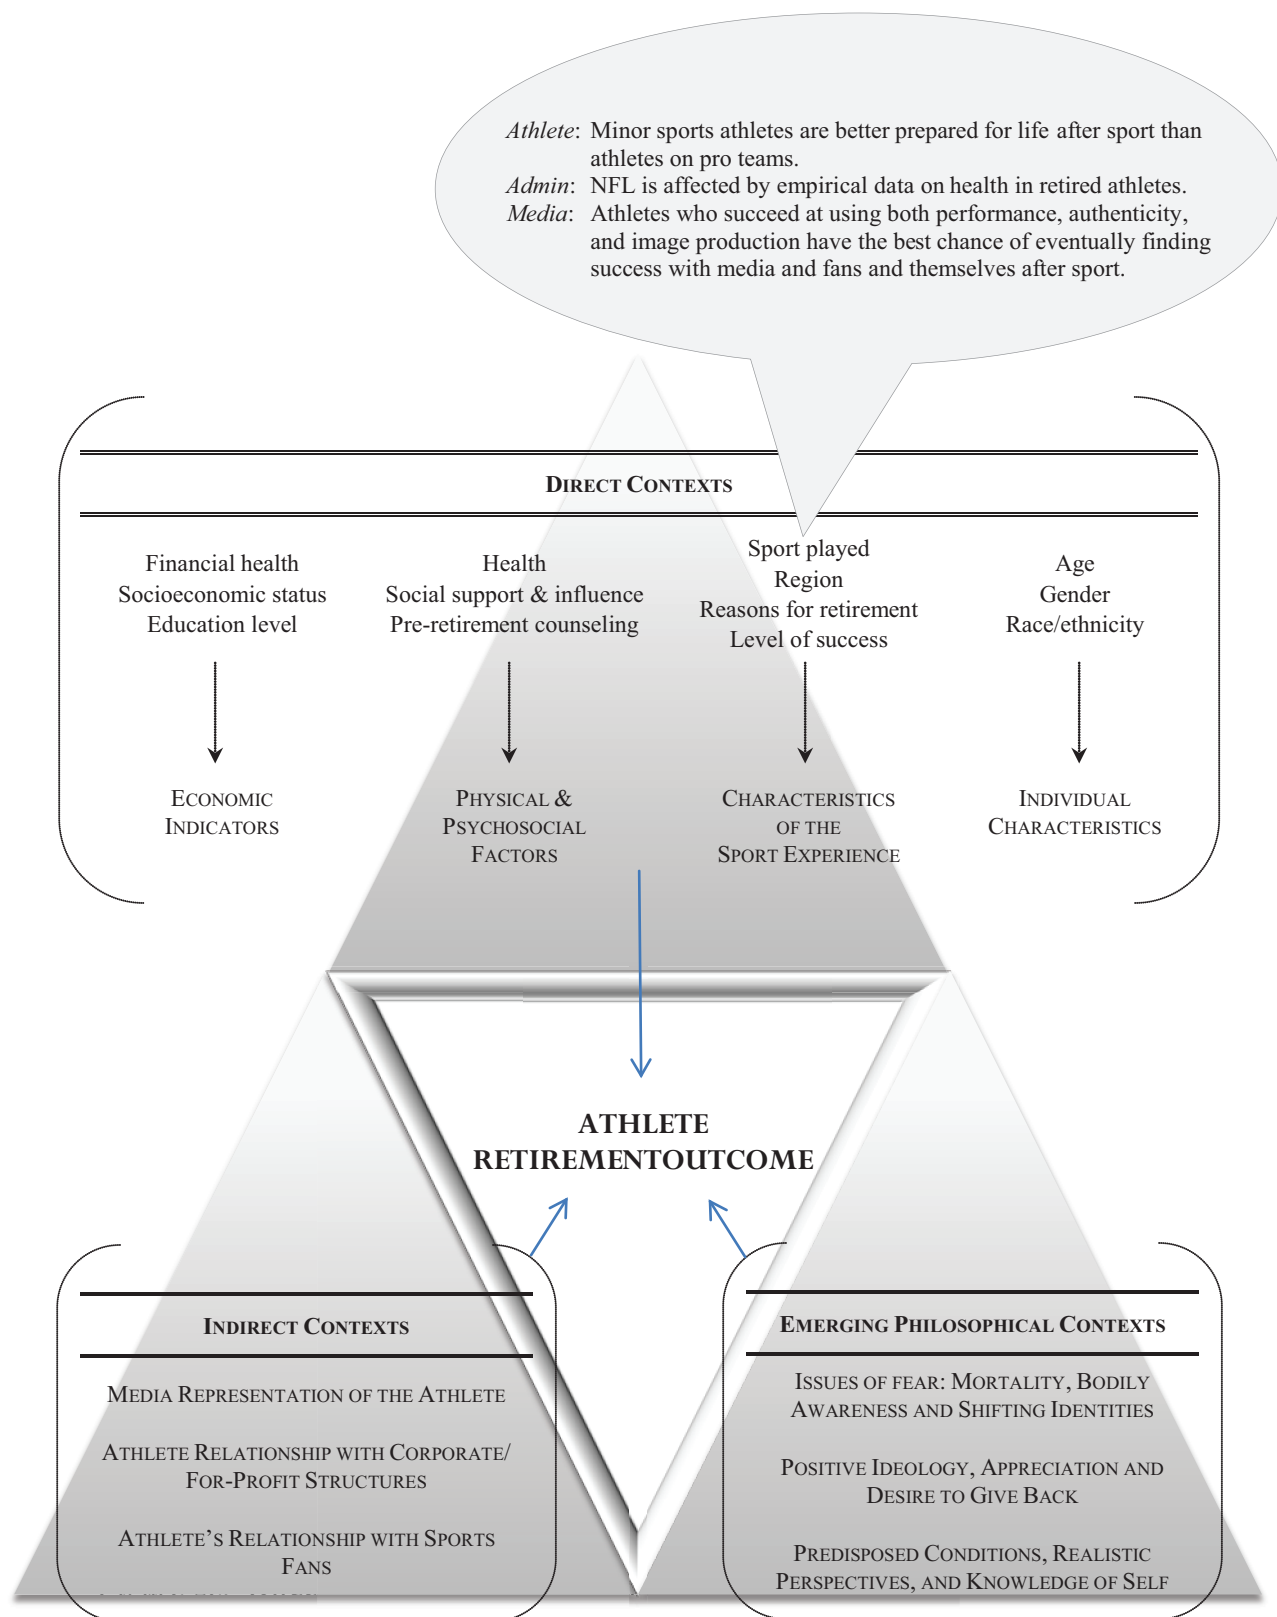 Athlete: Minor sports athletes are better prepared for life after sport than
athletes on pro teams.
Admin: NFL is affected by empirical data on health in retired athletes.
Media: Athletes who succeed at using both performance, authenticity,
and image production have the best chance of eventually finding
success with media and fans and themselves after sport.
DIRECT CONTEXTS
Financial health
Socioeconomic status
Education level
Health
Social support & influence
Pre-retirement counseling
Sport played
Region
Reasons for retirement
Level of success
Age
Gender
Race/ethnicity
ECONOMIC
INDICATORS
PHYSICAL &
PSYCHOSOCIAL
FACTORS
CHARACTERISTICS
OF THE
SPORT EXPERIENCE
INDIVIDUAL
CHARACTERISTICS
ATHLETE
RETIREMENTOUTCOME
INDIRECT CONTEXTS
MEDIA REPRESENTATION OF THE ATHLETE
ATHLETE RELATIONSHIP WITH CORPORATE/
FOR-PROFIT STRUCTURES
ATHLETE'S RELATIONSHIP WITH SPORTS
FANS
EMERGING PHILOSOPHICAL CONTEXTS
ISSUES OF FEAR: MORTALITY, BODILY
AWARENESS AND SHIFTING IDENTITIES
POSITIVE IDEOLOGY, APPRECIATION AND
DESIRE TO GIVE BACK
PREDISPOSED CONDITIONS, REALISTIC
PERSPECTIVES, AND KNOWLEDGE OF SELF